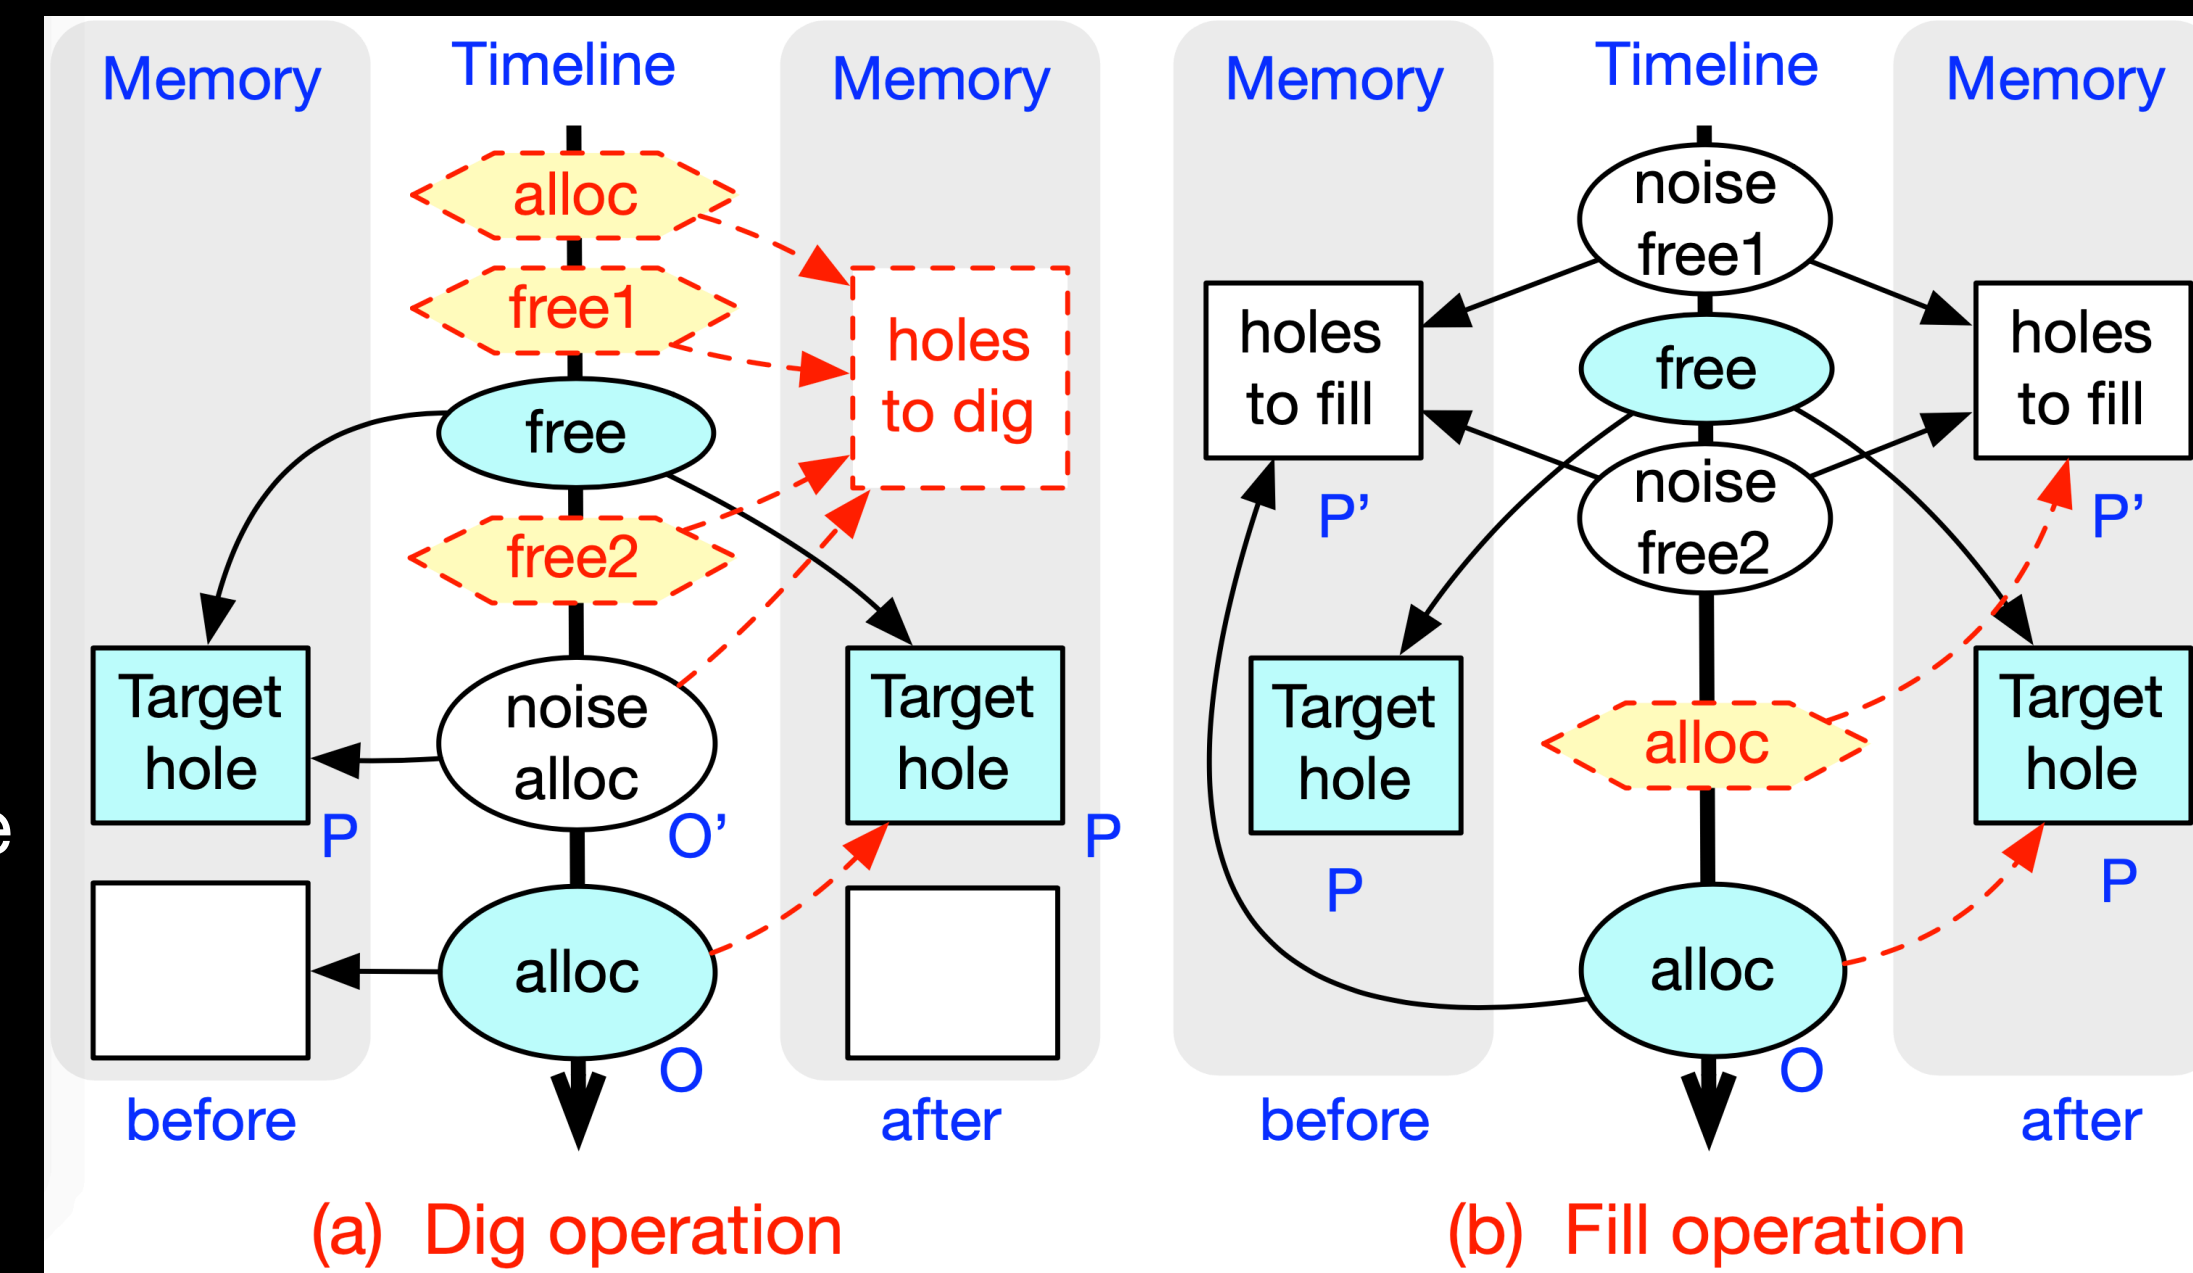 Memory
Timeline
Memory
alloc
free1
holes
to dig
free
free2
Target
hole
P
noise
alloc
O’
Target
hole
P
alloc
O
before
after
(a) Dig operation
Memory
Timeline
Memory
noise
free1
holes
to fill
P’
free
holes
to fill
P’
noise
free2
Target
hole
P
alloc
Target
hole
P
alloc
O
before
after
(b) Fill operation
e